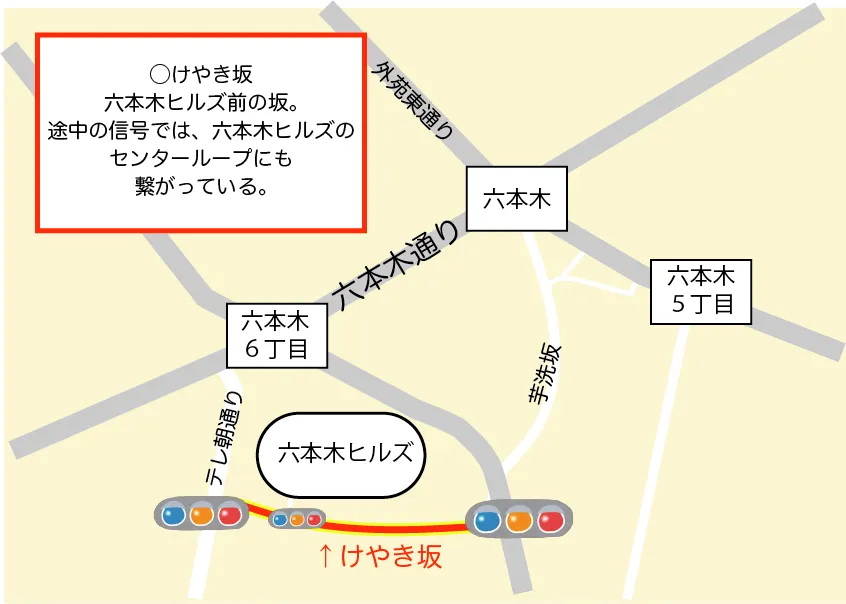 ○けやき坂
六本木ヒルズ前の坂。
途中の信号では、六本木ヒルズの
センターループにも
繋がっている。
外苑東通り
六本木
六本木通り
六本木
５丁目
六本木
６丁目
芋洗坂
テレ朝通り
六本木ヒルズ
↑けやき坂